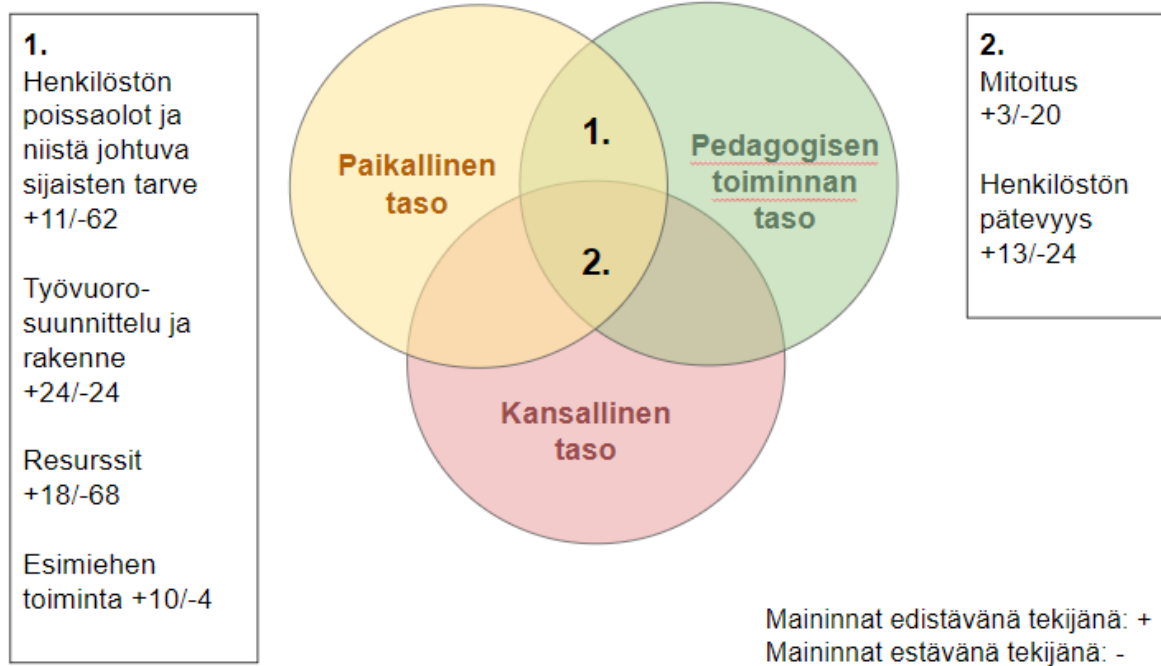 1.
Henkilöstön
poissaolot ja
niistä johtuva
sijaisten tarve
+11/-62
Työvuoro-
suunnittelu ja
rakenne
+24/-24
Resurssit
+18/-68
Esimiehen
toiminta +10/-4
Paikallinen
taso
1.
Pedagogisen
toiminnan
taso
2.
Kansallinen
taso
2.
Mitoitus
+3/-20
Henkilöstön
pätevyys
+13/-24
Maininnat edistävänä tekijänä: +
Maininnat estävänä tekijänä: -